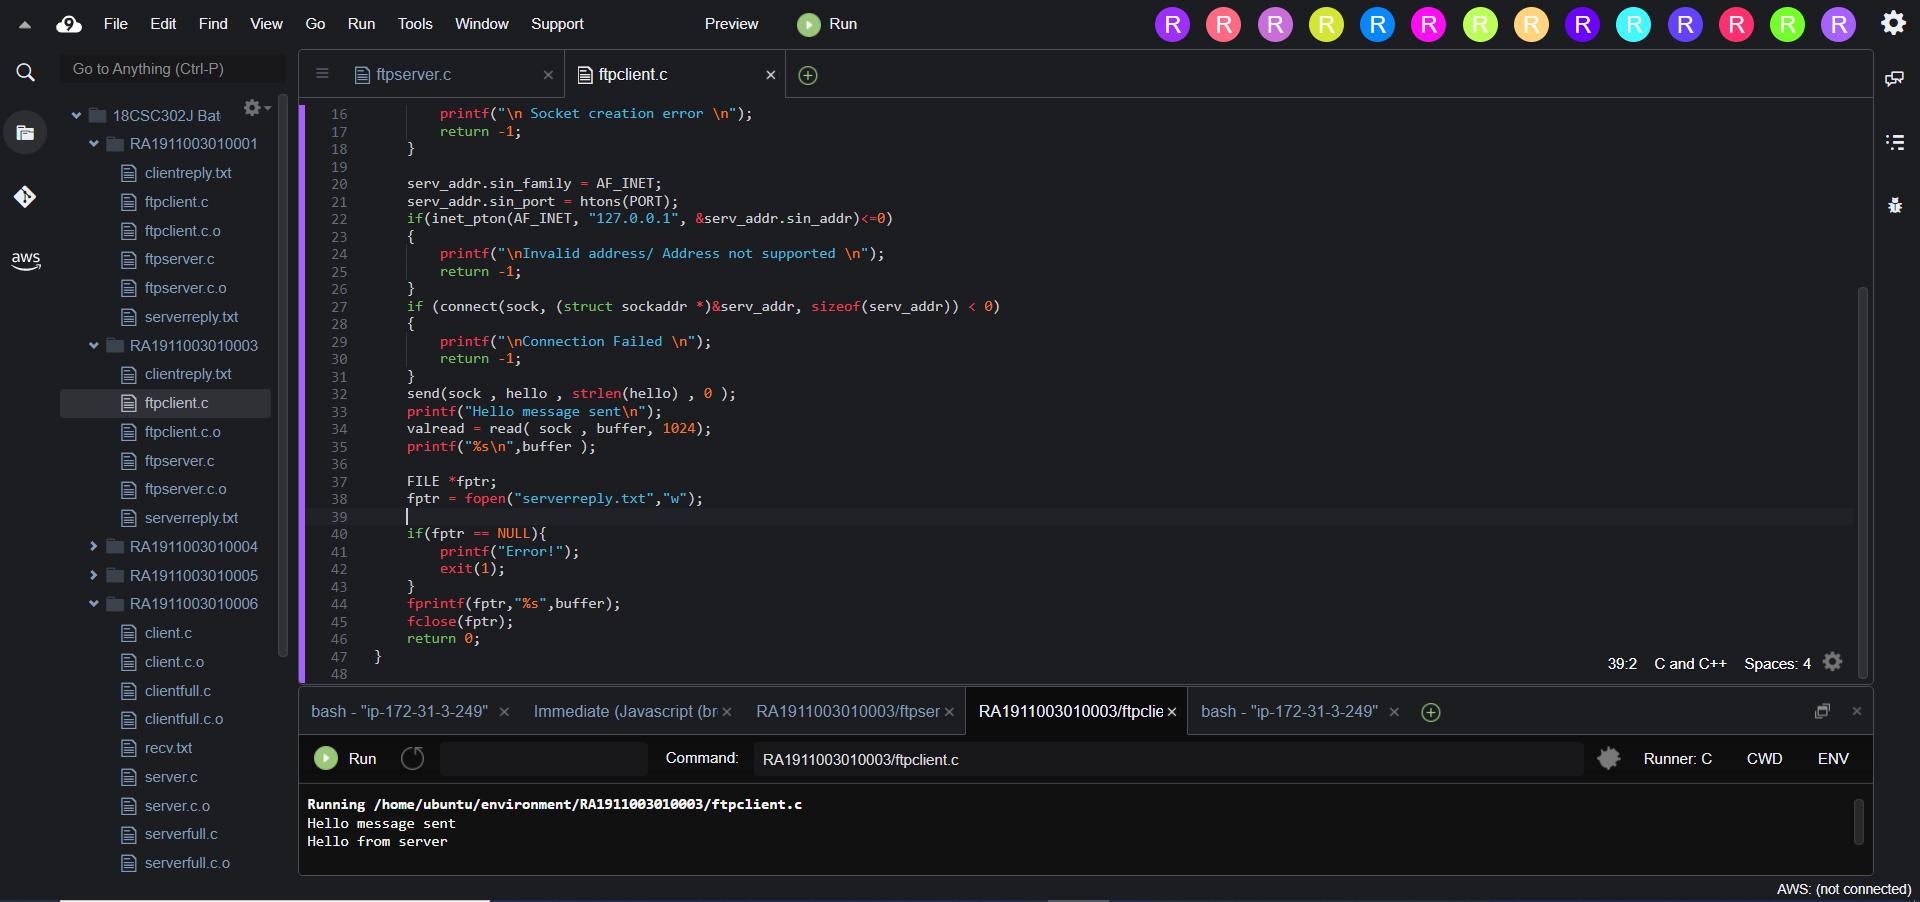 File Edit Find View Go Run Tools Window Support Preview Run
R R R R R R R R R R R R R R
Go to Anything (Ctrl-P)
18CSC302J Bat
RA1911003010001
clientreply.txt
ftpclient.c
ftpclient.c.o
ftpserver.c
ftpserver.c.o
serverreply.txt
RA1911003010003
clientreply.txt
ftpclient.c
ftpclient.c.o
ftpserver.c
ftpserver.c.o
serverreply.txt
RA1911003010004
RA1911003010005
RA1911003010006
client.c
client.c.o
clientfull.c
clientfull.c.o
recv.txt
server.c
server.c.o
serverfull.c
serverfull.c.o
aws
ftpserver.c ftpclient.c
16 printf("\n Socket creation error \n");
17 return -1;
18 }
19
20 serv_addr.sin_family = AF_INET;
21 serv_addr.sin_port = htons(PORT);
22 if(inet_pton(AF_INET, "127.0.0.1", &serv_addr.sin_addr)<=0)
23 {
24 printf("\nInvalid address/ Address not supported \n");
25 return -1;
26 }
27 if (connect(sock, (struct sockaddr *)&serv_addr, sizeof(serv_addr)) < 0)
28 {
29 printf("\nConnection Failed \n");
30 return -1;
31 }
32 send(sock , hello , strlen(hello) , 0 );
33 printf("Hello message sent\n");
34 valread = read( sock , buffer, 1024);
35 printf("%s\n",buffer );
36
37 FILE *fptr;
38 fptr = fopen("serverreply.txt","w");
39
40 if(fptr == NULL){
41 printf("Error!");
42 exit(1);
43 }
44 fprintf(fptr,"%s",buffer);
45 fclose(fptr);
46 return 0;
47 }
48
39:2 C and C++ Spaces: 4
bash - "ip-172-31-3-249" Immediate (Javascript (br RA1911003010003/ftpser RA1911003010003/ftpclie bash - "ip-172-31-3-249"
Run Command: RA1911003010003/ftpclient.c Runner: C CWD ENV
Running /home/ubuntu/environment/RA1911003010003/ftpclient.c
Hello message sent
Hello from server
AWS: (not connected)